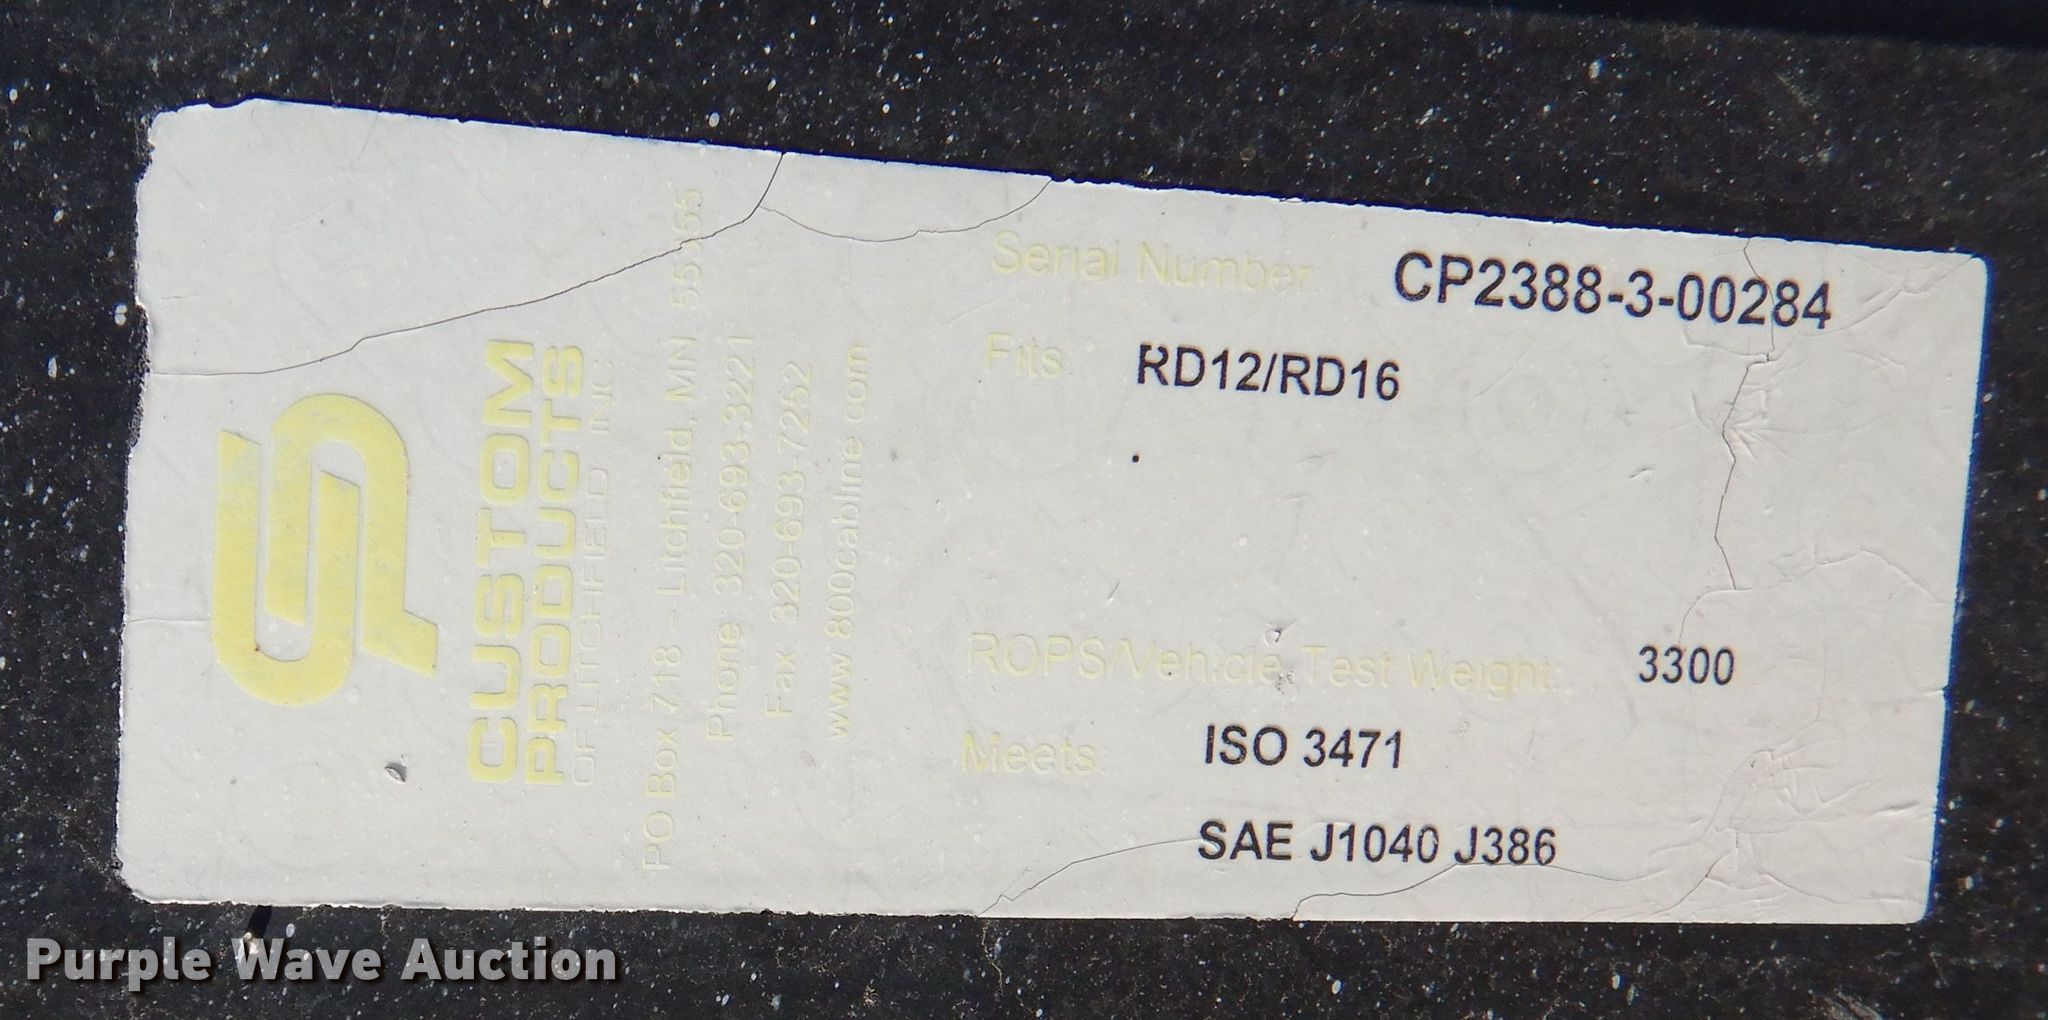 CP
CUSTOM
PRODUCTS
OF LITCHFIELD, INC.
PO Box 718 – Litchfield, MN 55355
Phone 320-693-3221
Fax 320-693-7252
www.800cabline.com
Serial Number: CP2388-3-00284
Fits: RD12/RD16
ROPS/Vehicle Test Weight: 3300
Meets: ISO 3471
SAE J1040 J386
Purple Wave Auction